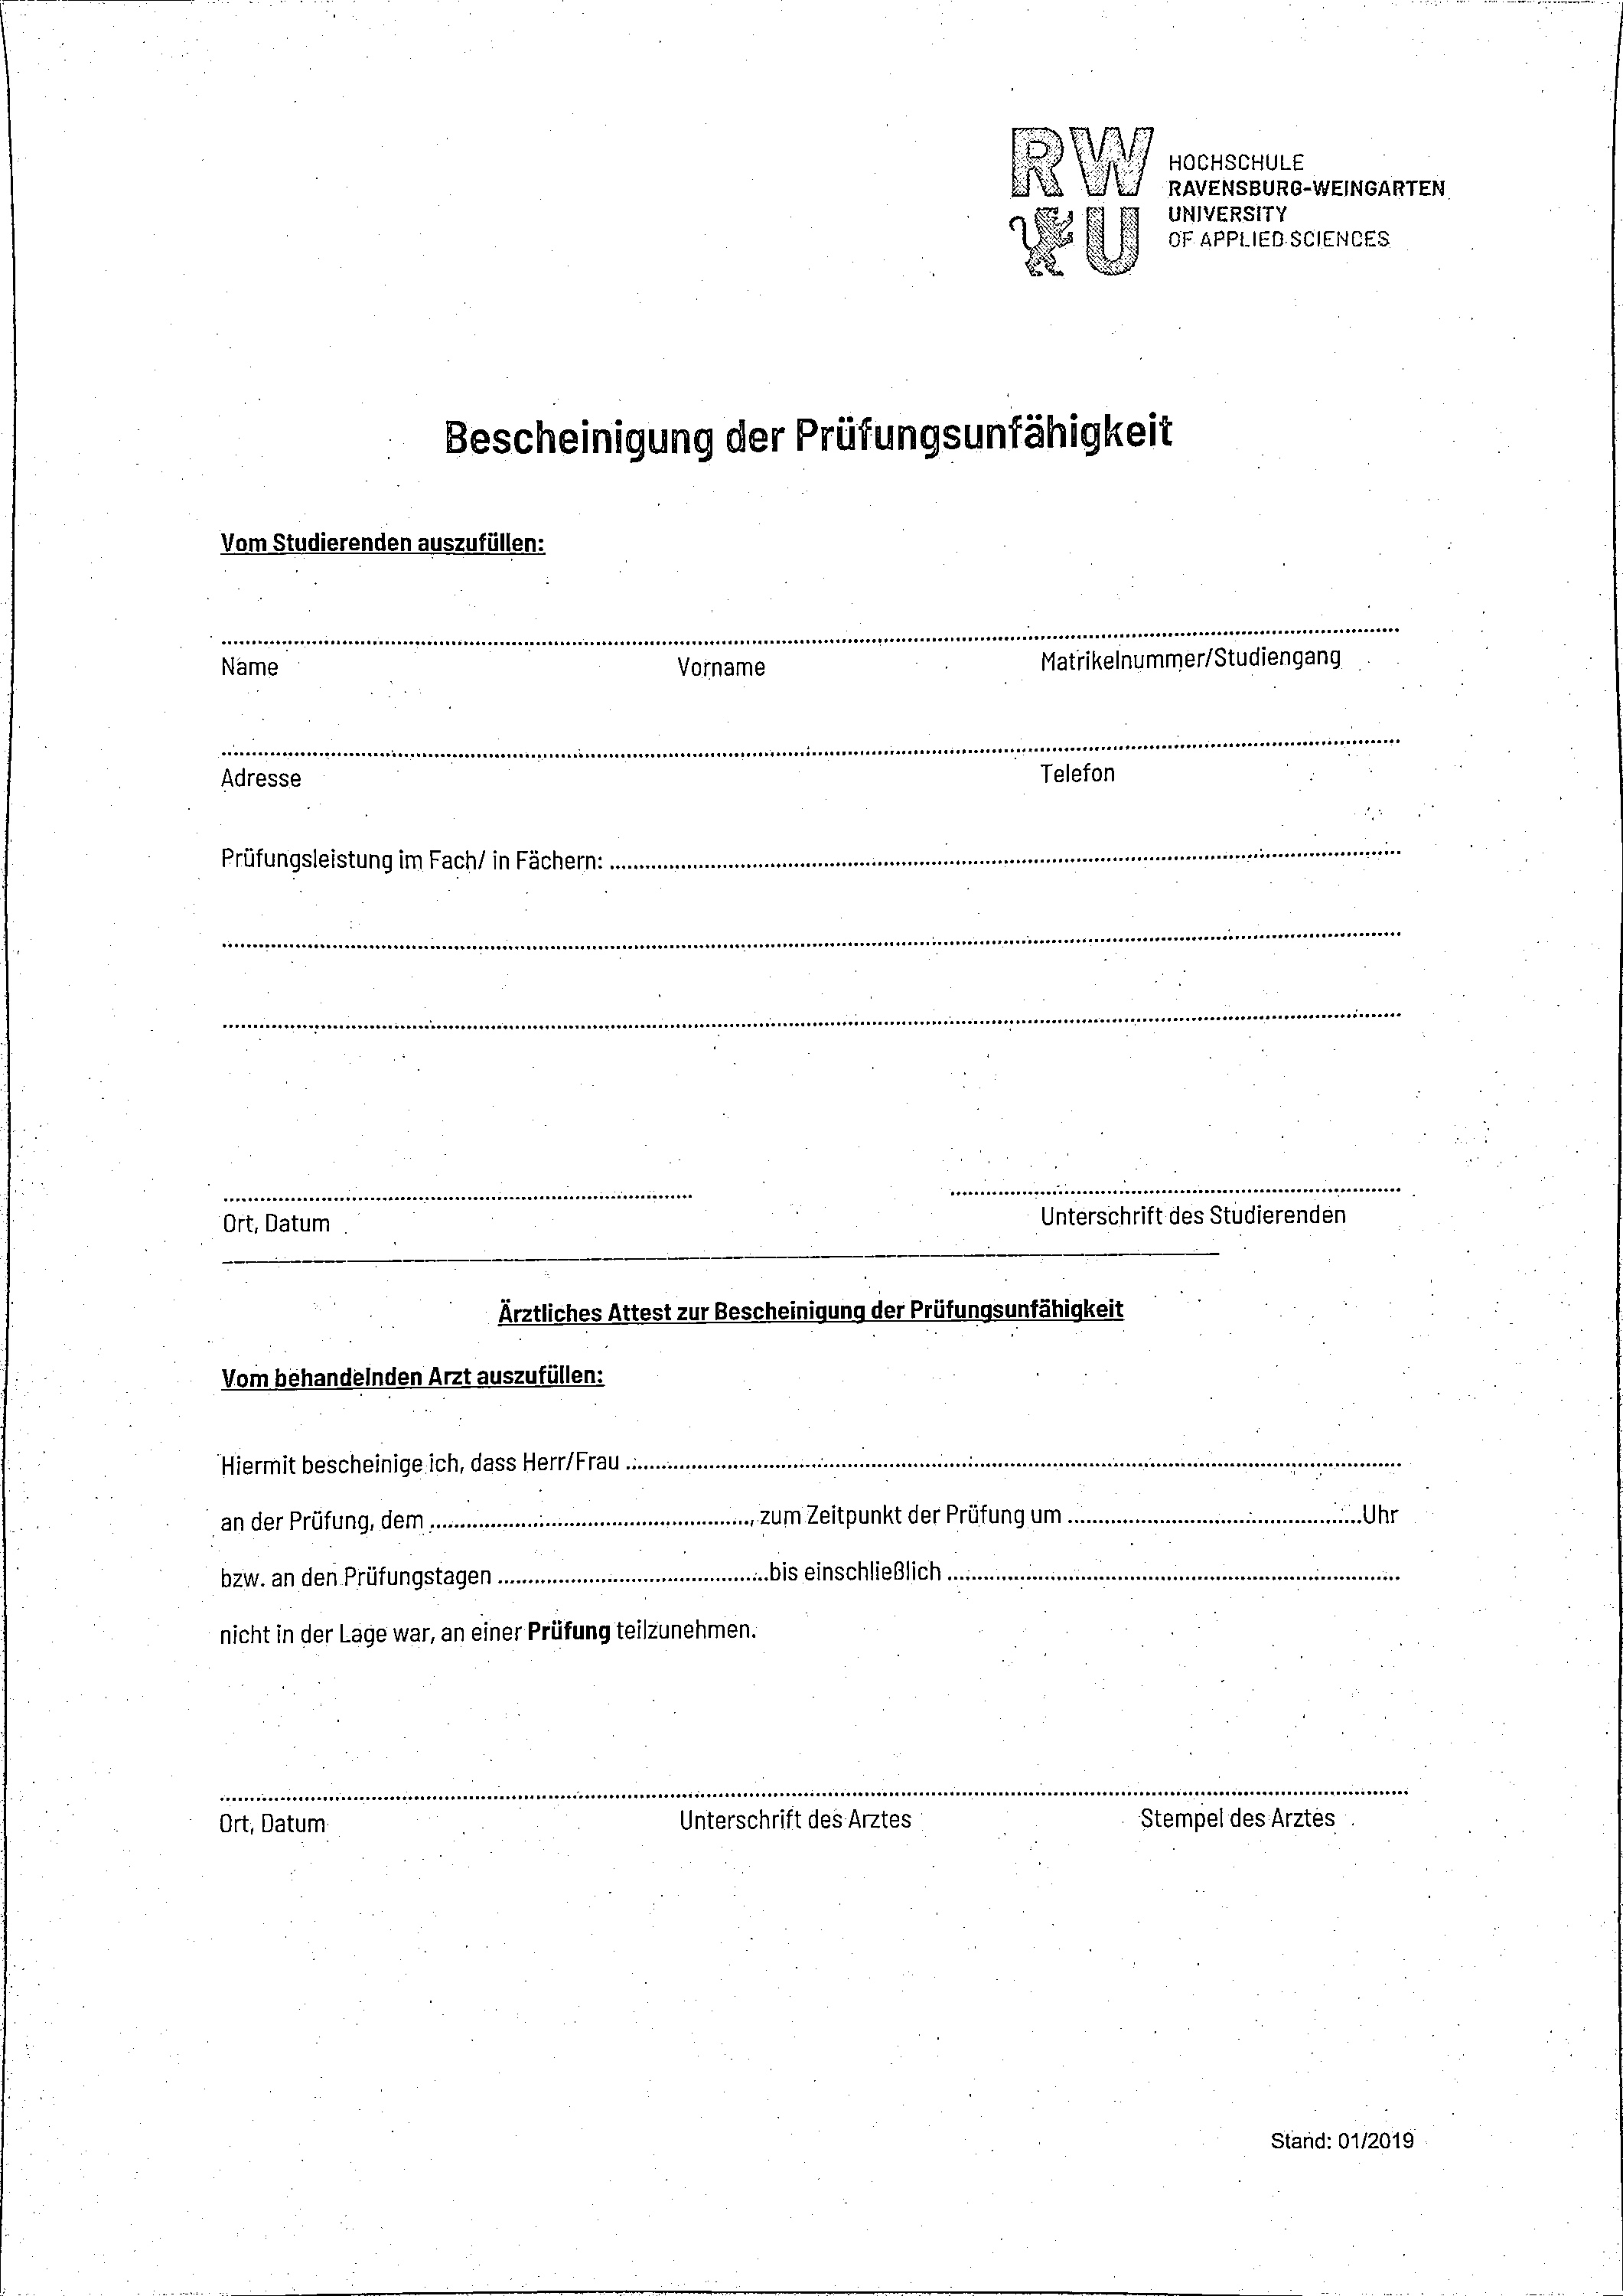 RW
U
HOCHSCHULE
RAVENSBURG-WEINGARTEN
UNIVERSITY
OF APPLIED SCIENCES
Bescheinigung der Prüfungsunfähigkeit
Vom Studierenden auszufüllen:
Name Vorname Matrikelnummer/Studiengang
Adresse Telefon
Prüfungsleistung im Fach/ in Fächern:
Ort, Datum Unterschrift des Studierenden
Ärztliches Attest zur Bescheinigung der Prüfungsunfähigkeit
Vom behandelnden Arzt auszufüllen:
Hiermit bescheinige ich, dass Herr/Frau
an der Prüfung, dem , zum Zeitpunkt der Prüfung um Uhr
bzw. an den Prüfungstagen bis einschließlich
nicht in der Lage war, an einer Prüfung teilzunehmen.
Ort, Datum Unterschrift des Arztes Stempel des Arztes
Stand: 01/2019